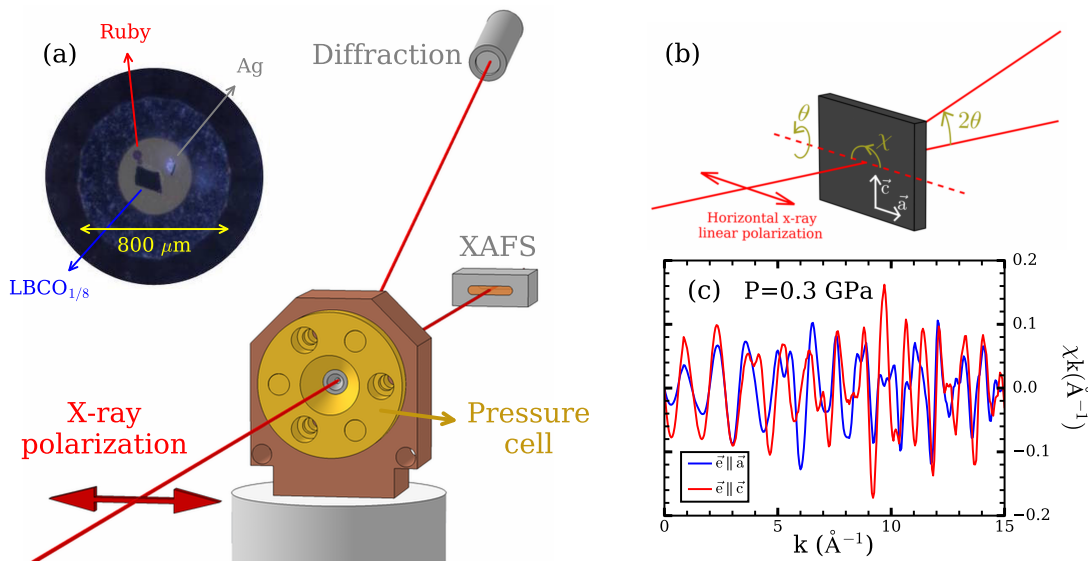 (a)
Ruby
Ag
800 μm
LBCO1/8
Diffraction
XAFS
X-ray
polarization
Pressure
cell
(b)
θ
χ
2θ
c⃗
a⃗
Horizontal x-ray
linear polarization
(c) P=0.3 GPa
0.2
0.1
0.0
−0.1
−0.2
χk(Å⁻¹)
e⃗ ∥ a⃗
e⃗ ∥ c⃗
0 5 10 15
k (Å⁻¹)